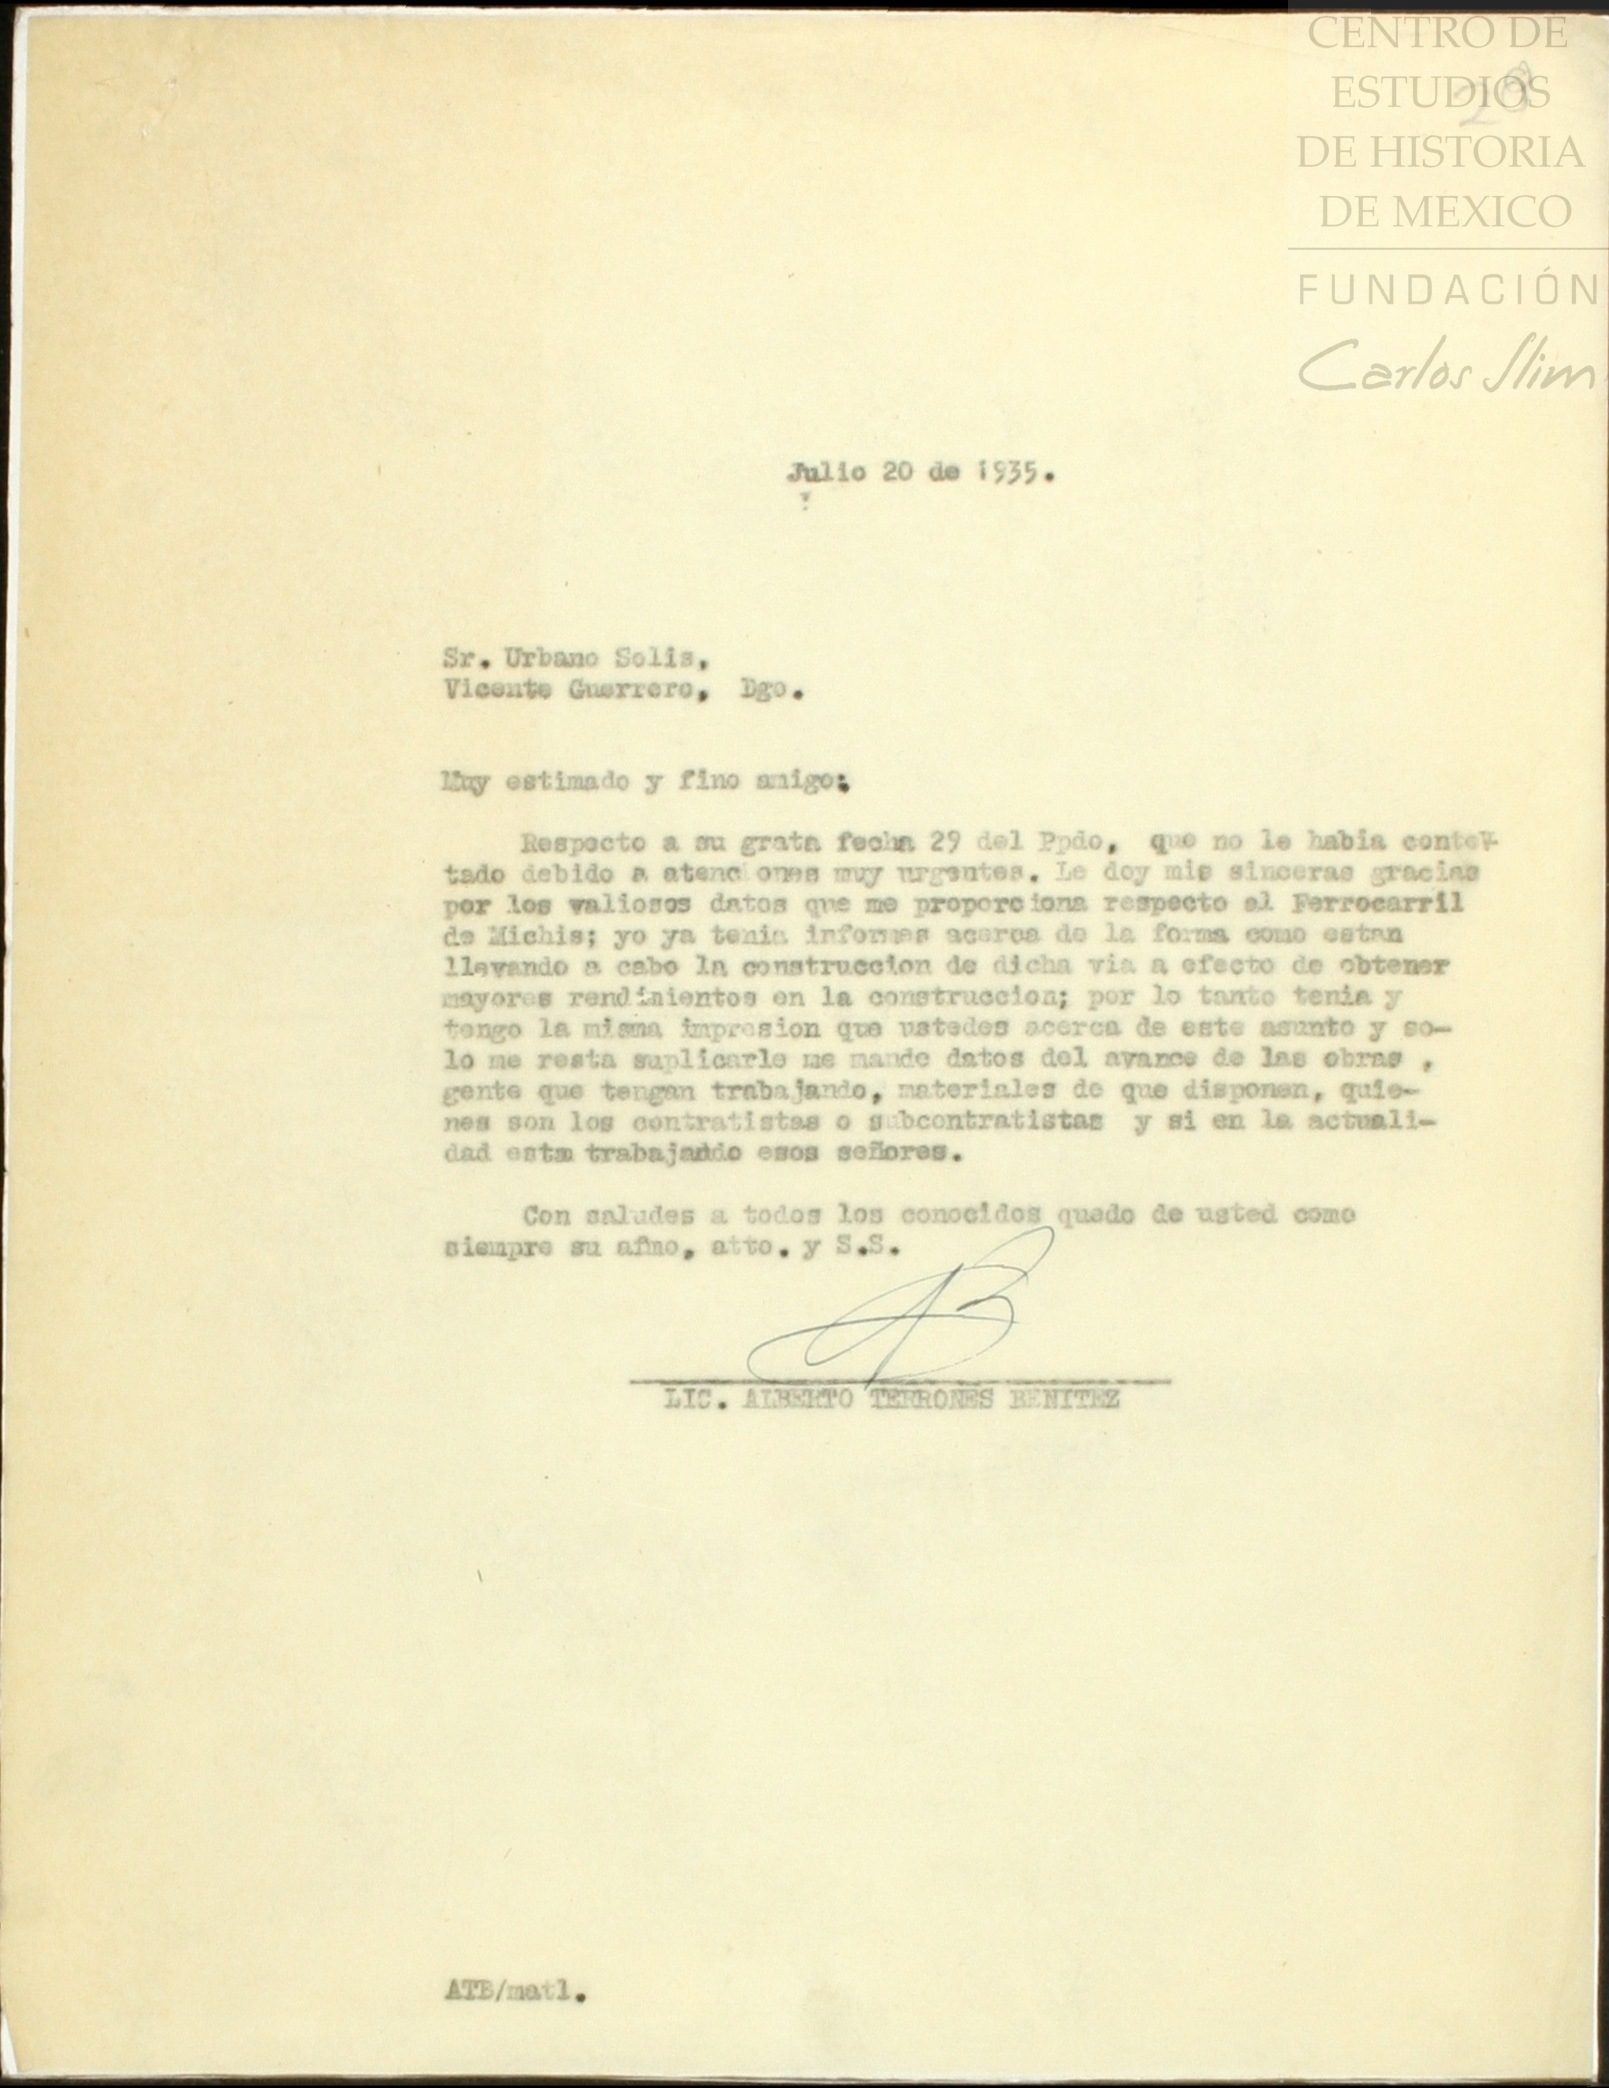 CENTRO DE
ESTUDIOS
DE HISTORIA
DE MEXICO
FUNDACIÓN
Carlos Slim
29
Julio 20 de 1935.
Sr. Urbano Solis,
Vicente Guerrero, Dgo.
Muy estimado y fino amigo:
Respecto a su grata fecha 29 del Ppdo, que no le habia contes-
tado debido a atenciones muy urgentes. Le doy mis sinceras gracias
por los valiosos datos que me proporciona respecto al Ferrocarril
de Michis; yo ya tenia informes acerca de la forma como estan
llevando a cabo la construccion de dicha via a efecto de obtener
mayores rendimientos en la construccion; por lo tanto tenia y
tengo la misma impresion que ustedes acerca de este asunto y so-
lo me resta suplicarle me mande datos del avance de las obras ,
gente que tengan trabajando, materiales de que disponen, quie-
nes son los contratistas o subcontratistas y si en la actuali-
dad estan trabajando esos señores.
Con saludes a todos los conocidos quedo de usted como
siempre su afmo, atto. y S.S.
LIC. ALBERTO TERRONES BENITEZ
ATB/matl.